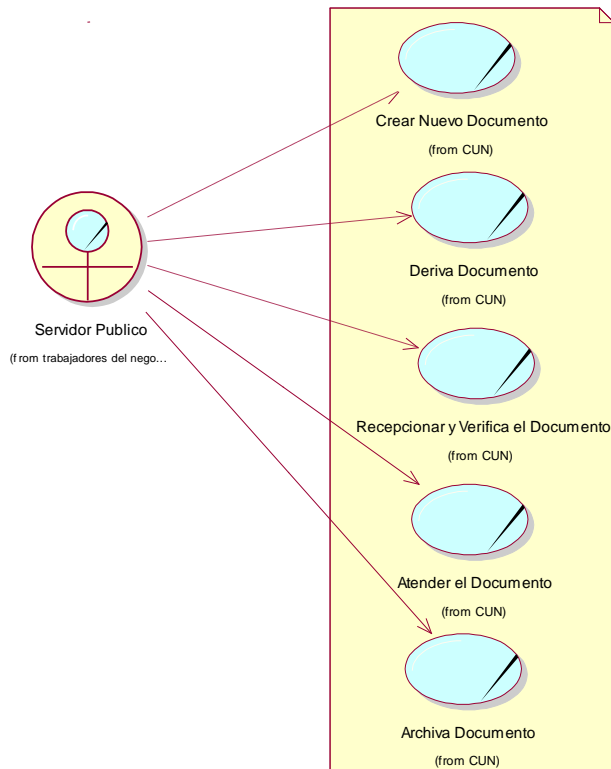 Crear Nuevo Documento
(from CUN)
Deriva Documento
(from CUN)
Servidor Publico
(from trabajadores del nego...
Recepcionar y Verifica el Documento
(from CUN)
Atender el Documento
(from CUN)
Archiva Documento
(from CUN)